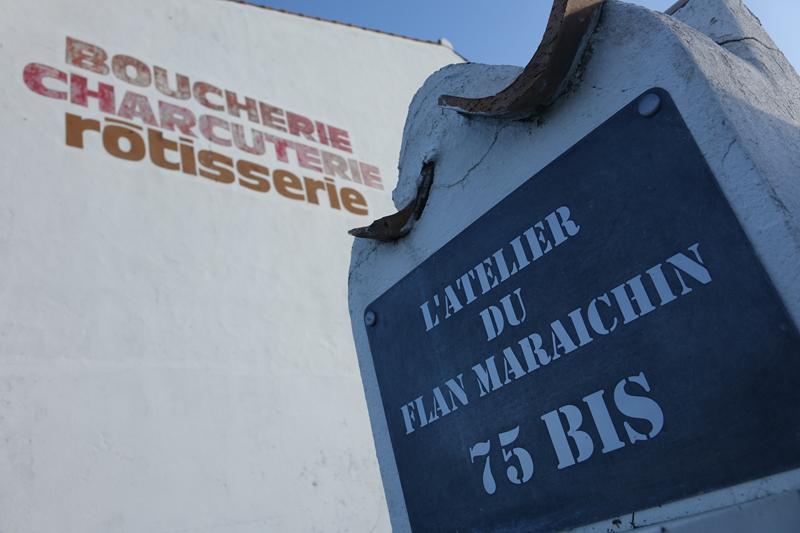 BOUCHERIE
CHARCUTERIE
rôtisserie
L'ATELIER
DU
FLAN MARAICHIN
75 BIS